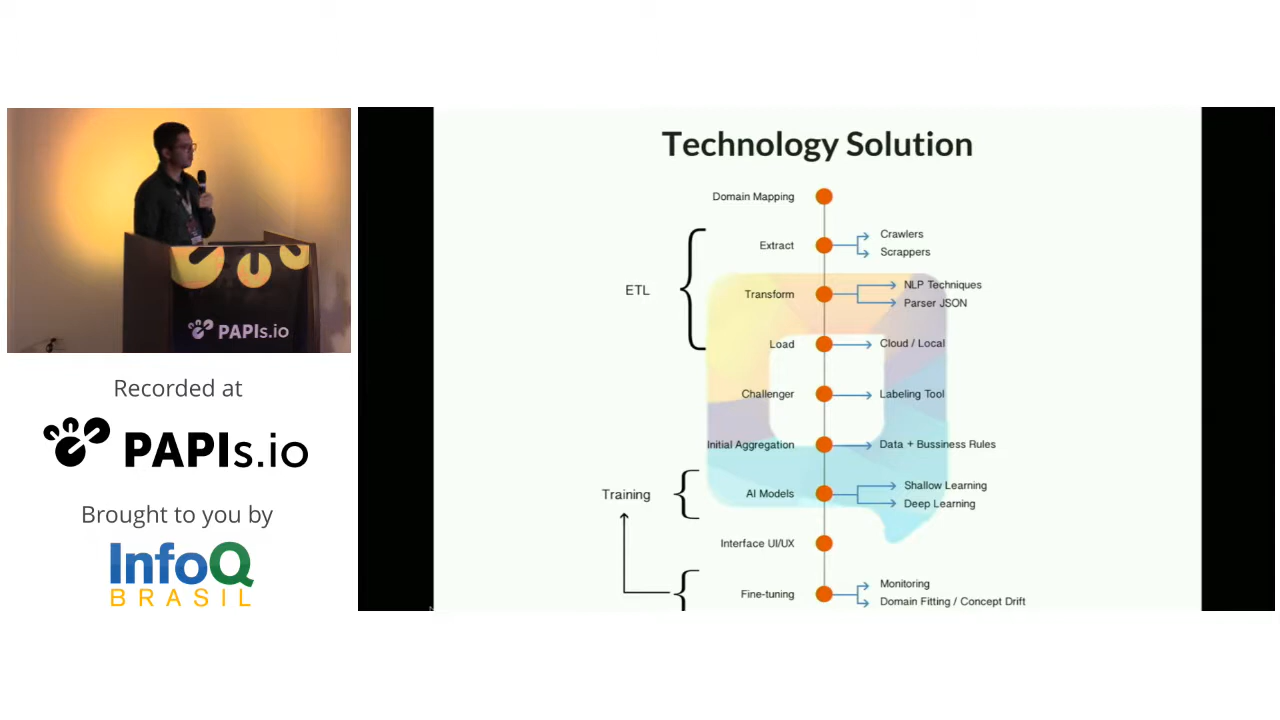 PAPIs.io
Recorded at
PAPIs.io
Brought to you by
InfoQ
BRASIL
Technology Solution
Domain Mapping
Extract
Crawlers
Scrappers
ETL
Transform
NLP Techniques
Parser JSON
Load
Cloud / Local
Challenger
Labeling Tool
Initial Aggregation
Data + Bussiness Rules
Training
AI Models
Shallow Learning
Deep Learning
Interface UI/UX
Fine-tuning
Monitoring
Domain Fitting / Concept Drift